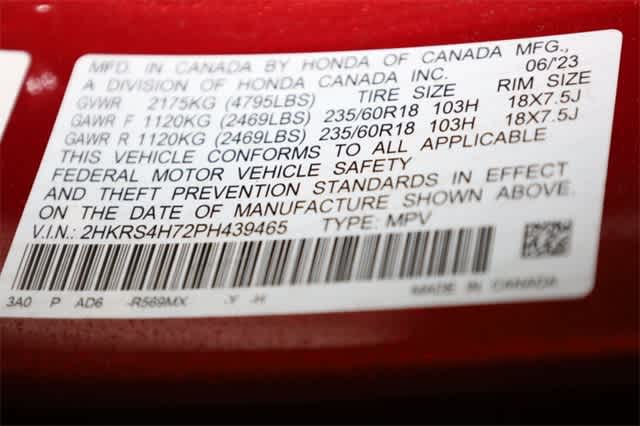 MFD. IN CANADA BY HONDA OF CANADA MFG.,
A DIVISION OF HONDA CANADA INC. 06/'23
GVWR 2175KG (4795LBS) TIRE SIZE RIM SIZE
GAWR F 1120KG (2469LBS) 235/60R18 103H 18X7.5J
GAWR R 1120KG (2469LBS) 235/60R18 103H 18X7.5J
THIS VEHICLE CONFORMS TO ALL APPLICABLE
FEDERAL MOTOR VEHICLE SAFETY
AND THEFT PREVENTION STANDARDS IN EFFECT
ON THE DATE OF MANUFACTURE SHOWN ABOVE.
V.I.N.: 2HKRS4H72PH439465 TYPE: MPV
3A0 P AD6 -R569MX -Y -H MADE IN CANADA